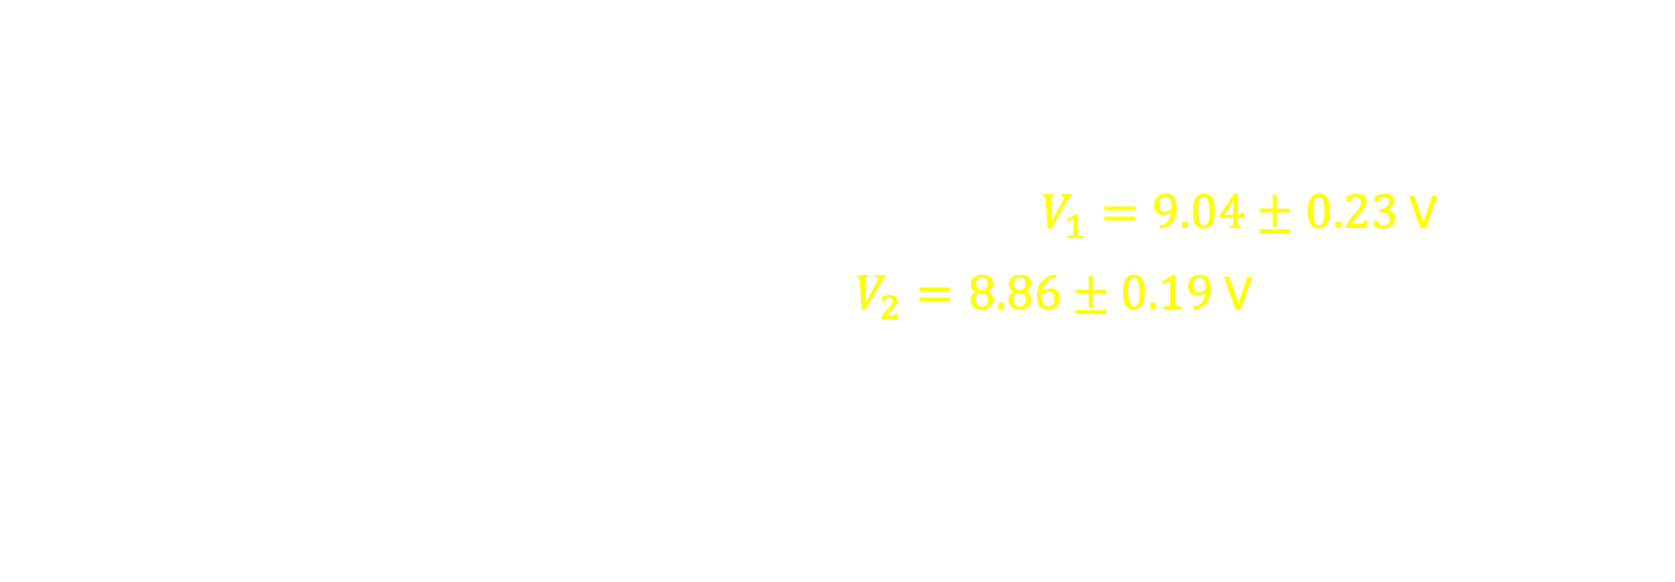 V₁ = 9.04 ± 0.23 V
V₂ = 8.86 ± 0.19 V